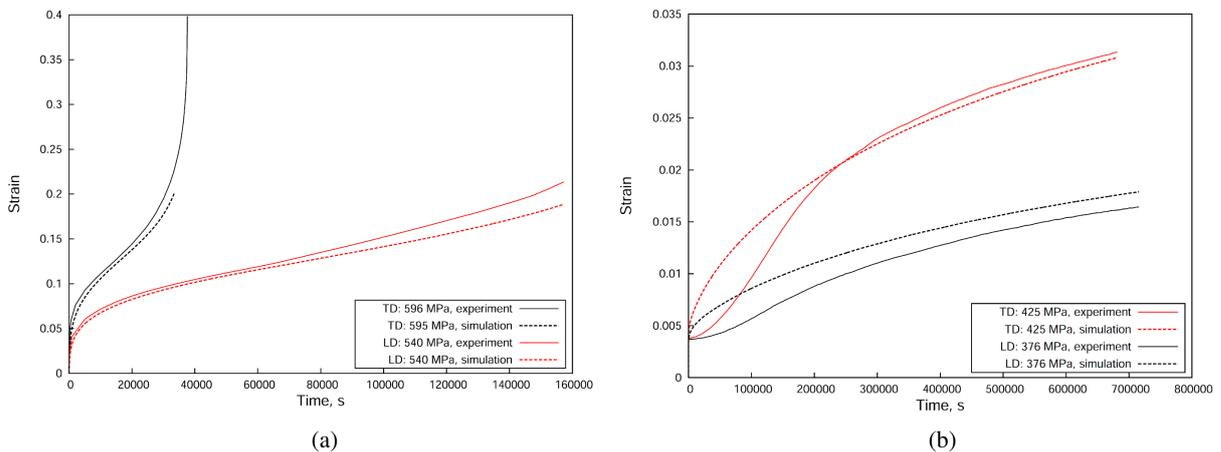 0.4
0.35
0.3
0.25
0.2
0.15
0.1
0.05
0
Strain
0 20000 40000 60000 80000 100000 120000 140000 160000
Time, s
TD: 596 MPa, experiment
TD: 595 MPa, simulation
LD: 540 MPa, experiment
LD: 540 MPa, simulation
(a)
0.035
0.03
0.025
0.02
0.015
0.01
0.005
0
Strain
0 100000 200000 300000 400000 500000 600000 700000 800000
Time, s
TD: 425 MPa, experiment
TD: 425 MPa, simulation
LD: 376 MPa, experiment
LD: 376 MPa, simulation
(b)